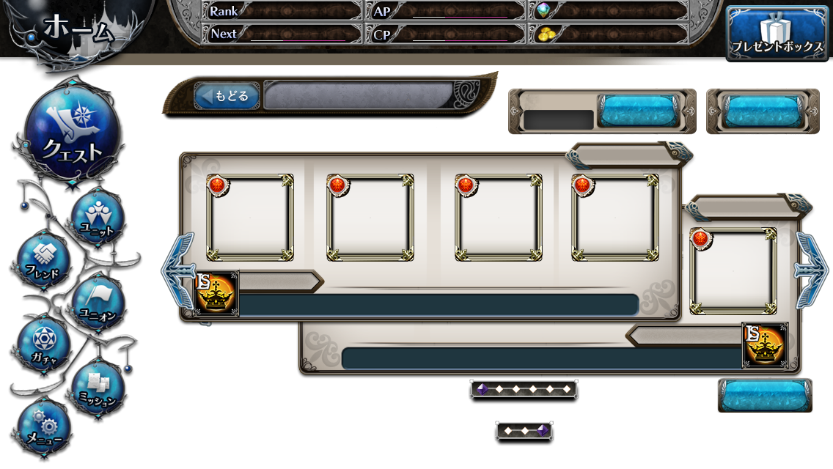 ホーム
Rank
AP
Next
CP
プレゼントボックス
もどる
クエスト
ユニット
フレンド
ユニオン
ガチャ
ミッション
メニュー
LS
LS